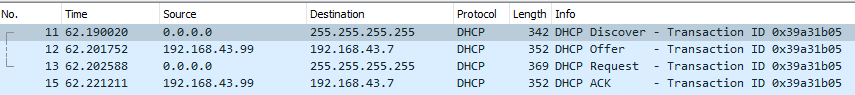 No. Time Source Destination Protocol Length Info
11 62.190020 0.0.0.0 255.255.255.255 DHCP 342 DHCP Discover - Transaction ID 0x39a31b05
12 62.201752 192.168.43.99 192.168.43.7 DHCP 352 DHCP Offer - Transaction ID 0x39a31b05
13 62.202588 0.0.0.0 255.255.255.255 DHCP 369 DHCP Request - Transaction ID 0x39a31b05
15 62.221211 192.168.43.99 192.168.43.7 DHCP 352 DHCP ACK - Transaction ID 0x39a31b05